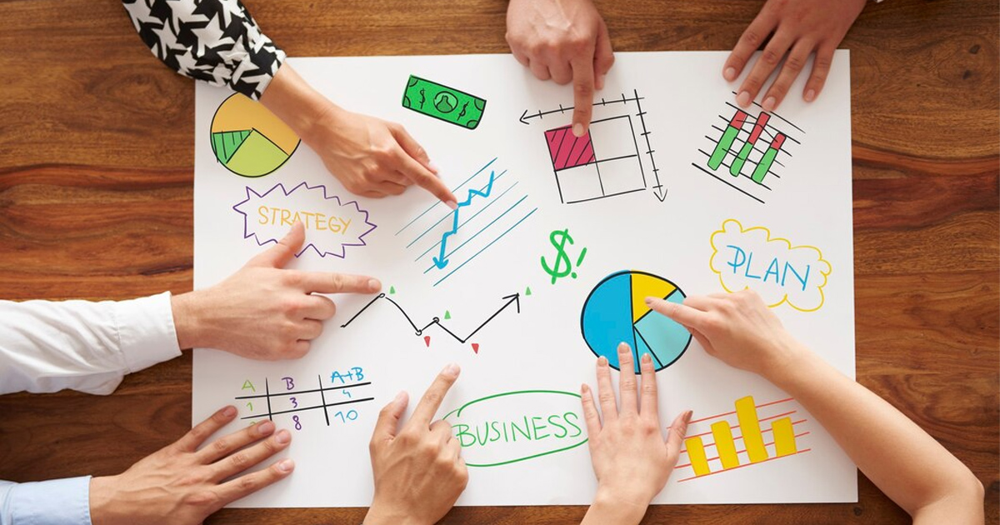 STRATEGY
$!
PLAN
A B A+B
1 3 4
8 10
BUSINESS